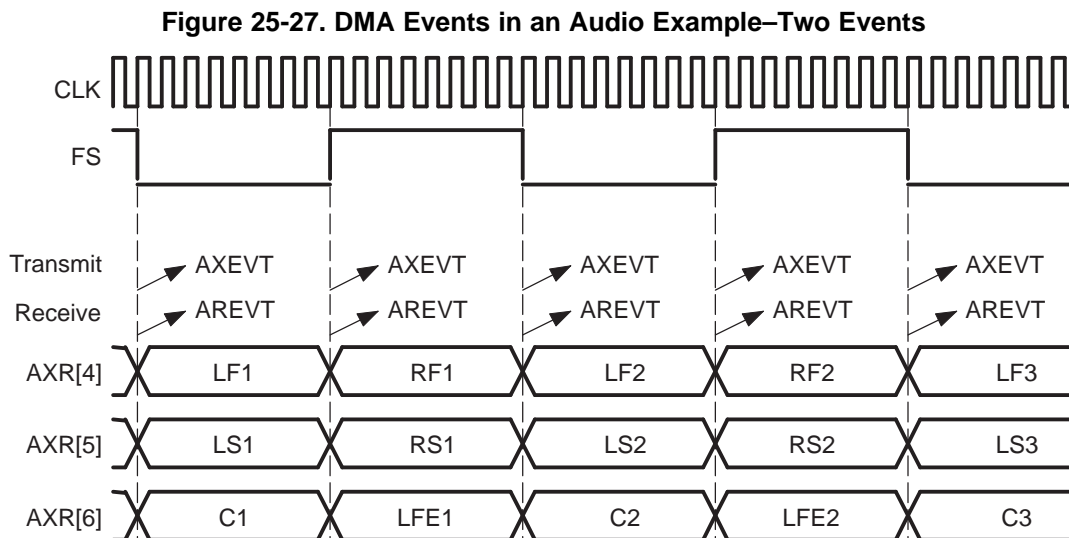 Figure 25-27. DMA Events in an Audio Example–Two Events
CLK
FS
Transmit AXEVT AXEVT AXEVT AXEVT AXEVT
Receive AREVT AREVT AREVT AREVT AREVT
AXR[4] LF1 RF1 LF2 RF2 LF3
AXR[5] LS1 RS1 LS2 RS2 LS3
AXR[6] C1 LFE1 C2 LFE2 C3